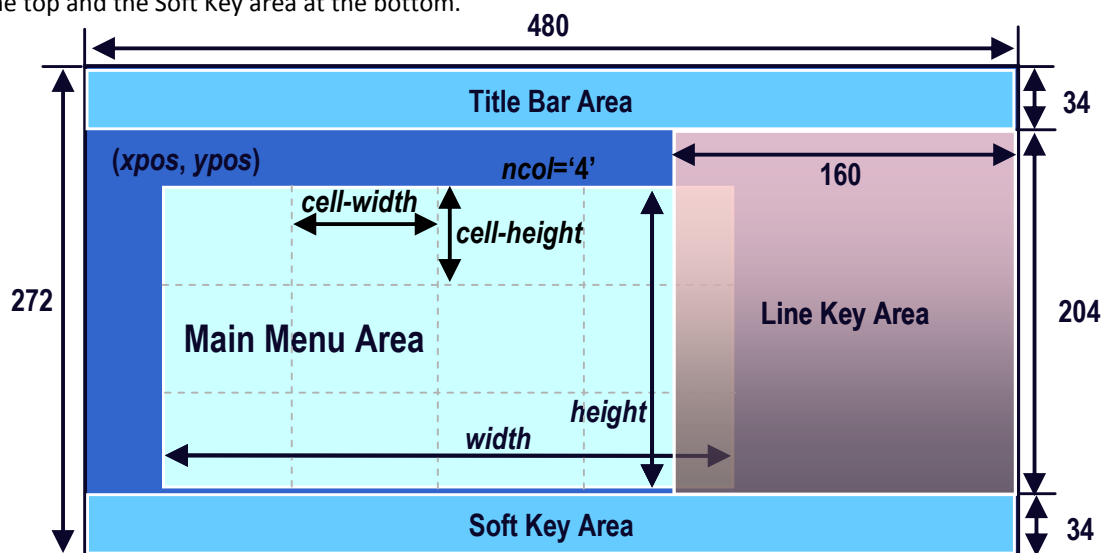 he top and the Soft Key area at the bottom.
480
Title Bar Area
34
(xpos, ypos)
ncol=‘4’
160
cell-width
cell-height
272
Main Menu Area
Line Key Area
204
height
width
Soft Key Area
34